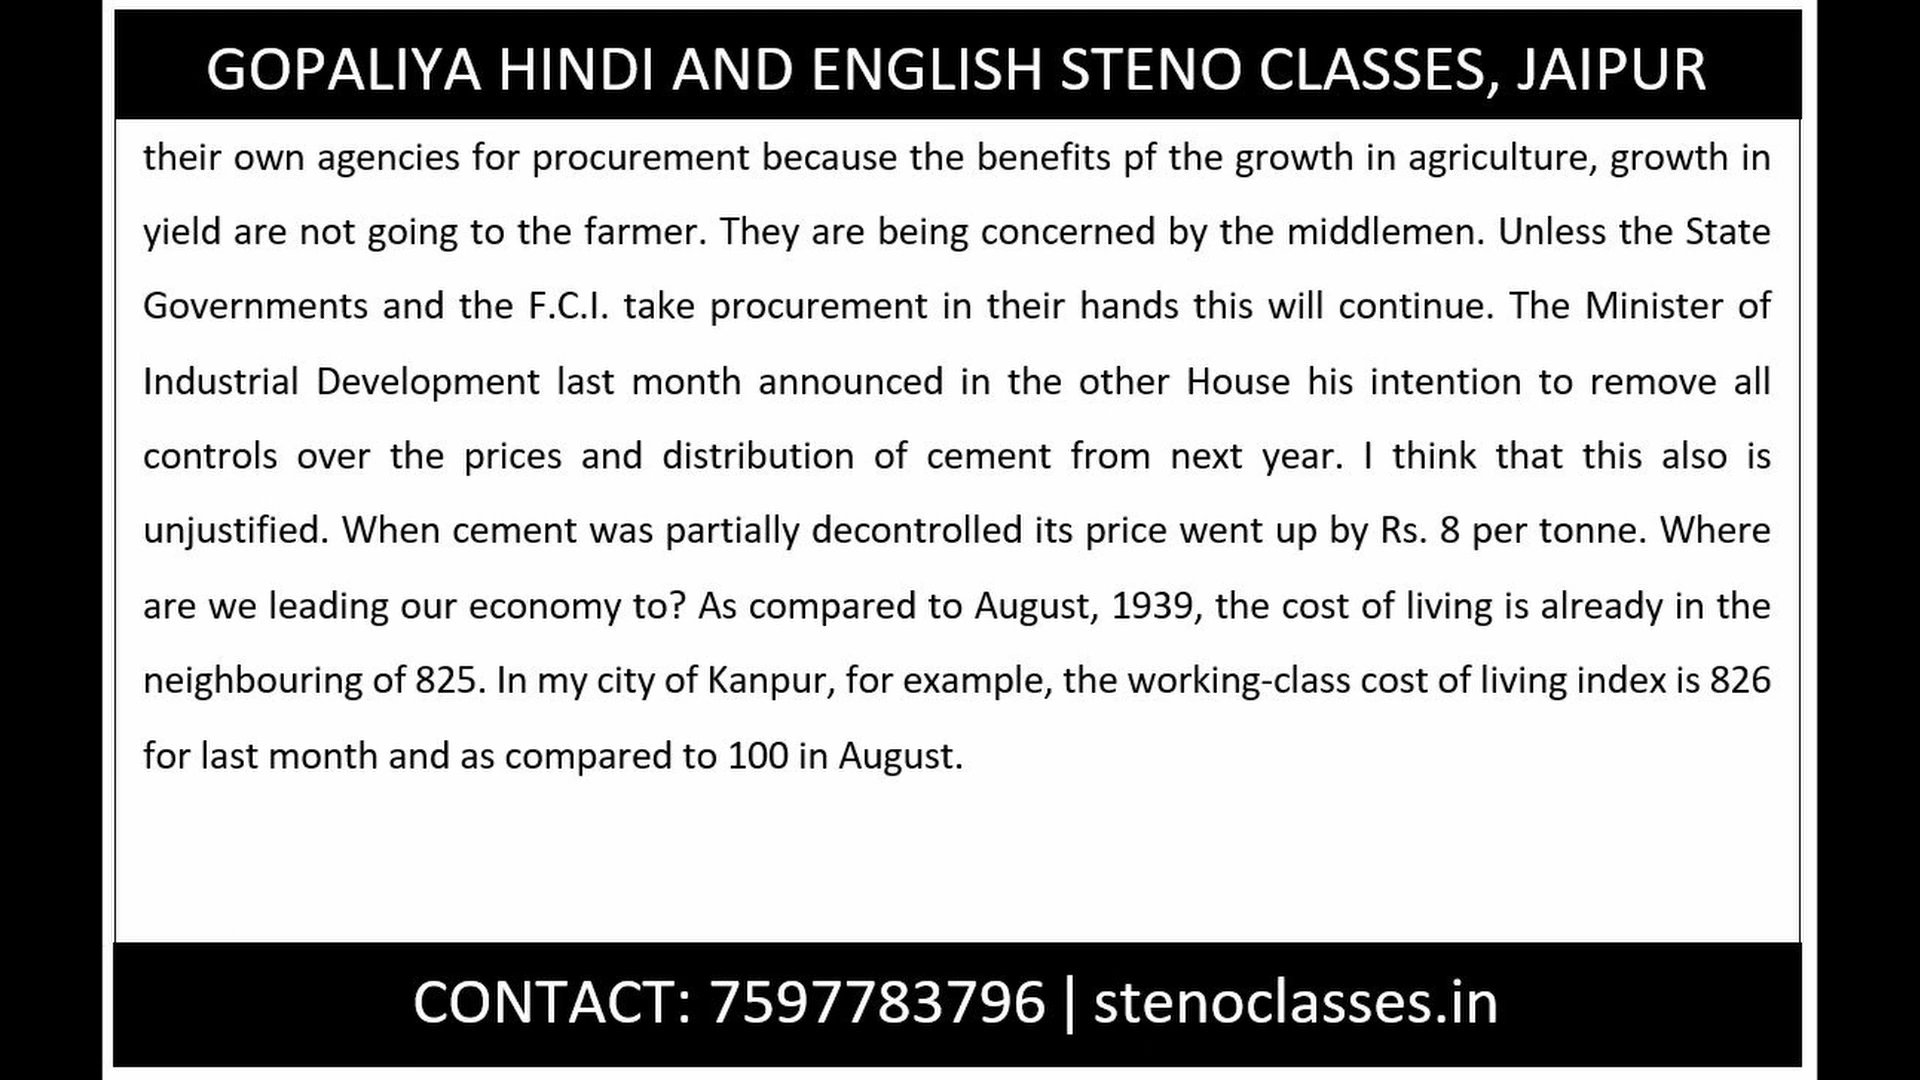 GOPALIYA HINDI AND ENGLISH STENO CLASSES, JAIPUR
their own agencies for procurement because the benefits pf the growth in agriculture, growth in
yield are not going to the farmer. They are being concerned by the middlemen. Unless the State
Governments and the F.C.I. take procurement in their hands this will continue. The Minister of
Industrial Development last month announced in the other House his intention to remove all
controls over the prices and distribution of cement from next year. I think that this also is
unjustified. When cement was partially decontrolled its price went up by Rs. 8 per tonne. Where
are we leading our economy to? As compared to August, 1939, the cost of living is already in the
neighbouring of 825. In my city of Kanpur, for example, the working-class cost of living index is 826
for last month and as compared to 100 in August.
CONTACT: 7597783796 | stenoclasses.in